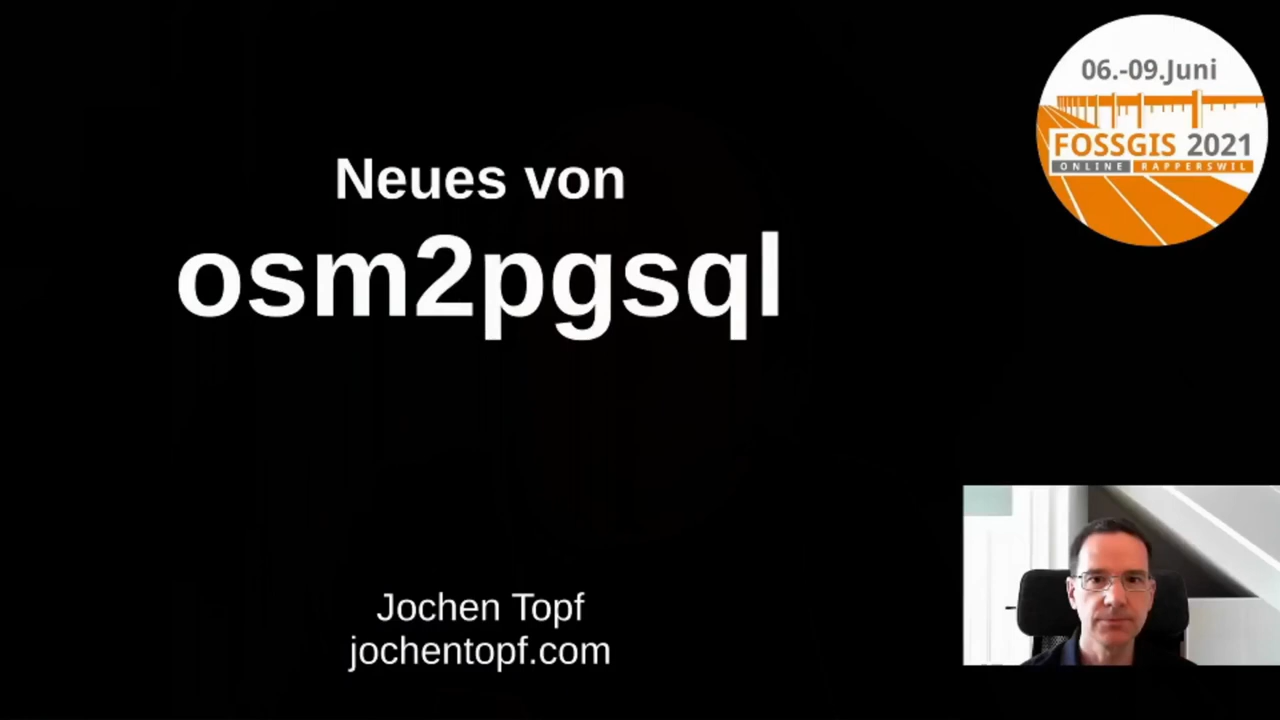 06.-09.Juni
FOSSGIS 2021
ONLINE RAPPERSWIL
Neues von
osm2pgsql
Jochen Topf
jochentopf.com